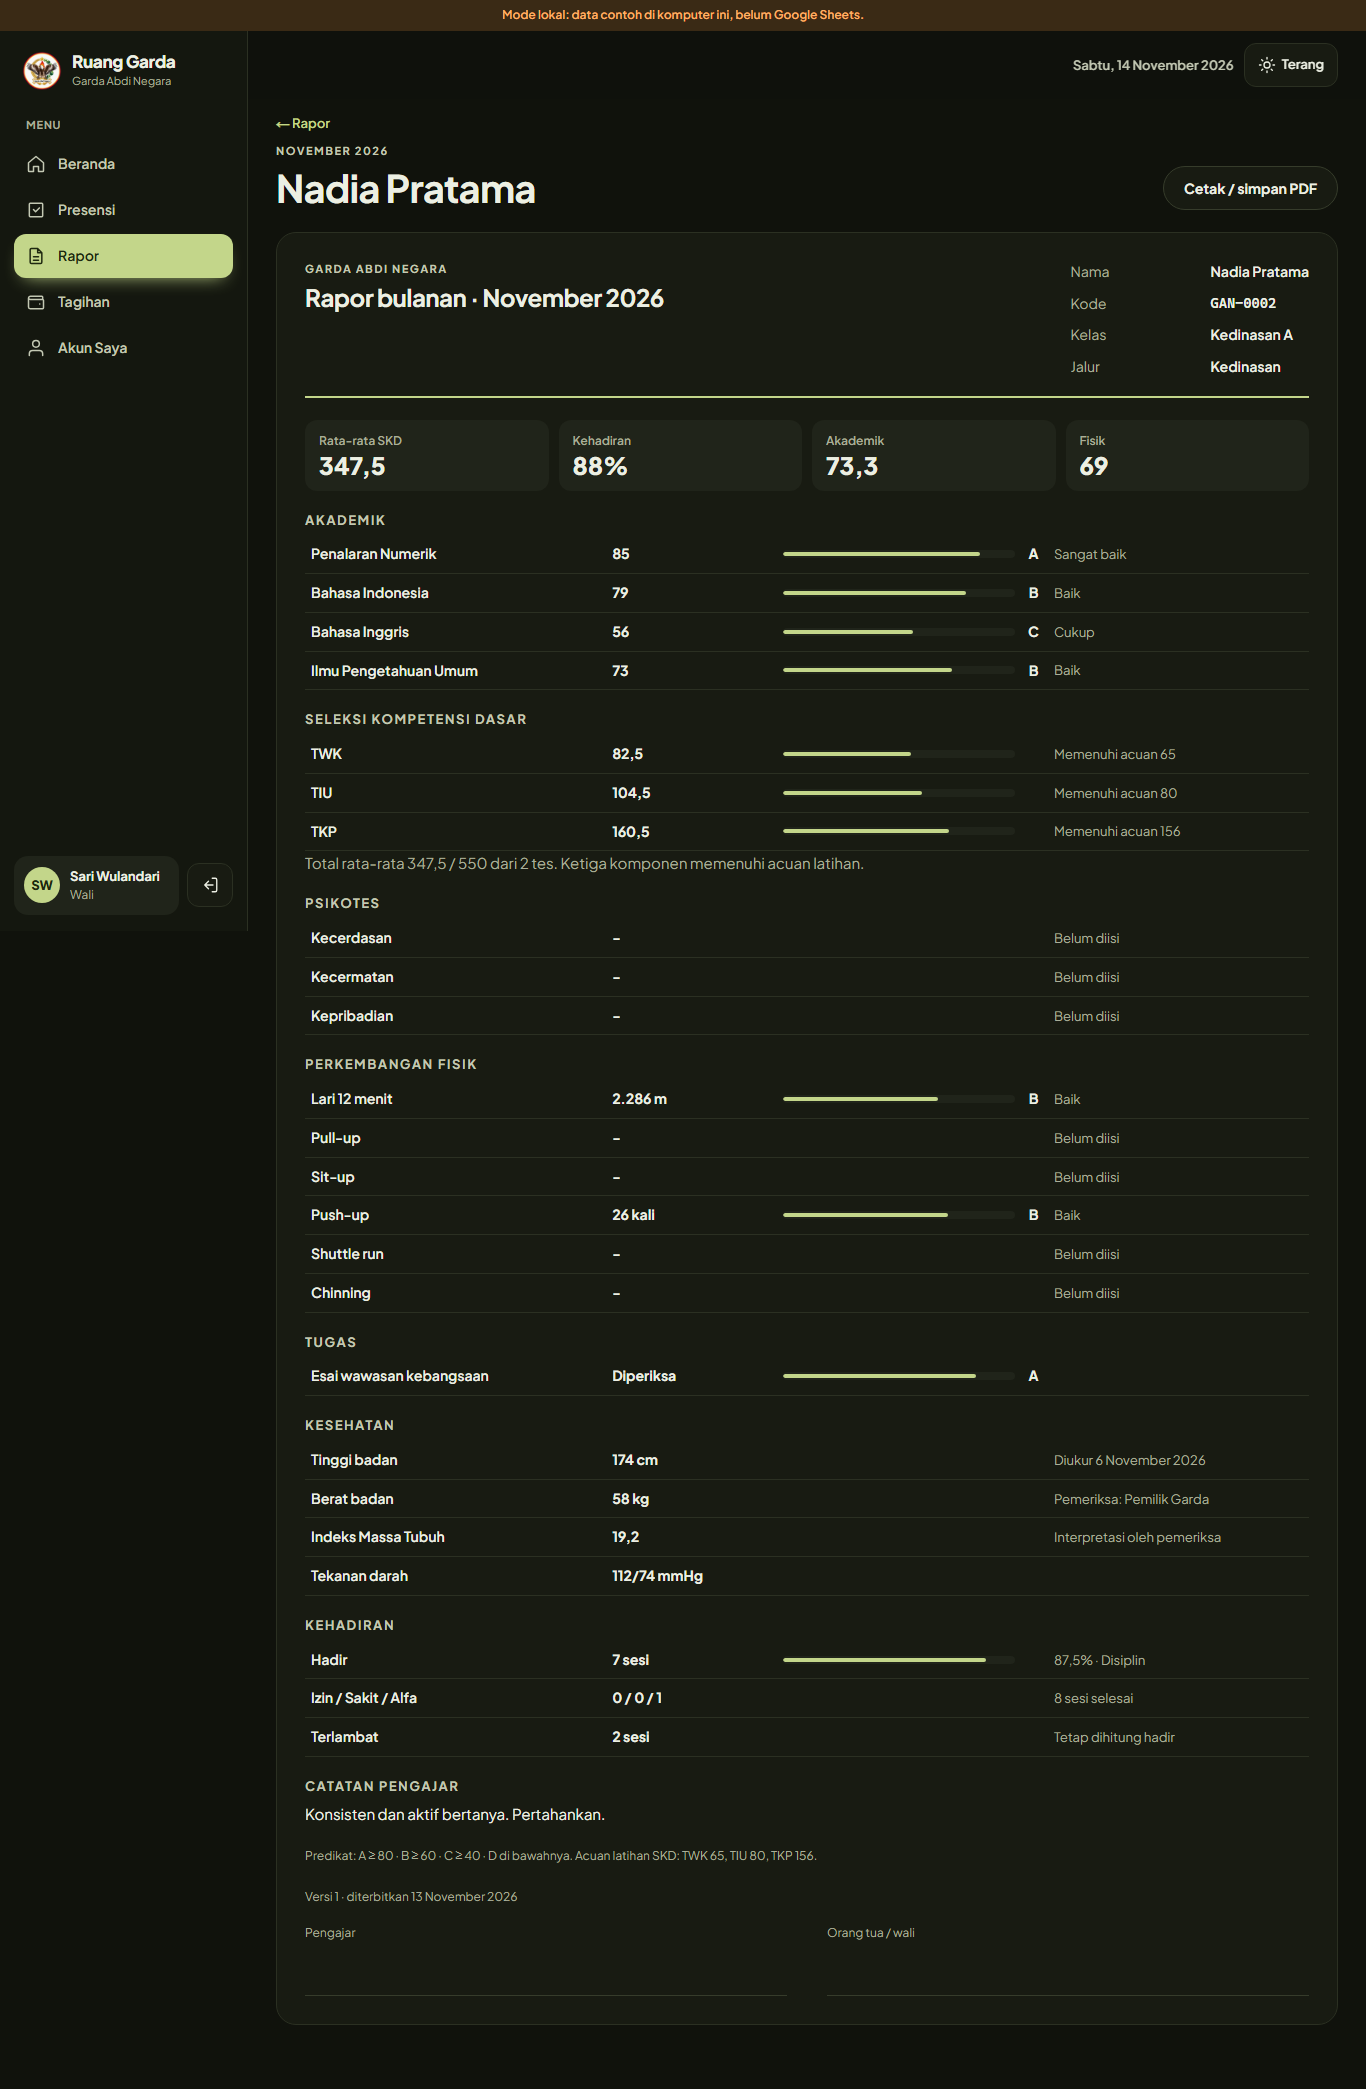 Mode lokal: data contoh di komputer ini, belum Google Sheets.
Ruang Garda
Garda Abdi Negara
MENU
Beranda
Presensi
Rapor
Tagihan
Akun Saya
SW
Sari Wulandari
Wali
Sabtu, 14 November 2026
Terang
← Rapor
NOVEMBER 2026
Nadia Pratama
Cetak / simpan PDF
GARDA ABDI NEGARA
Rapor bulanan · November 2026
Nama Nadia Pratama
Kode GAN-0002
Kelas Kedinasan A
Jalur Kedinasan
Rata-rata SKD
347,5
Kehadiran
88%
Akademik
73,3
Fisik
69
AKADEMIK
Penalaran Numerik 85 A Sangat baik
Bahasa Indonesia 79 B Baik
Bahasa Inggris 56 C Cukup
Ilmu Pengetahuan Umum 73 B Baik
SELEKSI KOMPETENSI DASAR
TWK 82,5 Memenuhi acuan 65
TIU 104,5 Memenuhi acuan 80
TKP 160,5 Memenuhi acuan 156
Total rata-rata 347,5 / 550 dari 2 tes. Ketiga komponen memenuhi acuan latihan.
PSIKOTES
Kecerdasan – Belum diisi
Kecermatan – Belum diisi
Kepribadian – Belum diisi
PERKEMBANGAN FISIK
Lari 12 menit 2.286 m B Baik
Pull-up – Belum diisi
Sit-up – Belum diisi
Push-up 26 kali B Baik
Shuttle run – Belum diisi
Chinning – Belum diisi
TUGAS
Esai wawasan kebangsaan Diperiksa A
KESEHATAN
Tinggi badan 174 cm Diukur 6 November 2026
Berat badan 58 kg Pemeriksa: Pemilik Garda
Indeks Massa Tubuh 19,2 Interpretasi oleh pemeriksa
Tekanan darah 112/74 mmHg
KEHADIRAN
Hadir 7 sesi 87,5% · Disiplin
Izin / Sakit / Alfa 0 / 0 / 1 8 sesi selesai
Terlambat 2 sesi Tetap dihitung hadir
CATATAN PENGAJAR
Konsisten dan aktif bertanya. Pertahankan.
Predikat: A ≥ 80 · B ≥ 60 · C ≥ 40 · D di bawahnya. Acuan latihan SKD: TWK 65, TIU 80, TKP 156.
Versi 1 · diterbitkan 13 November 2026
Pengajar
Orang tua / wali